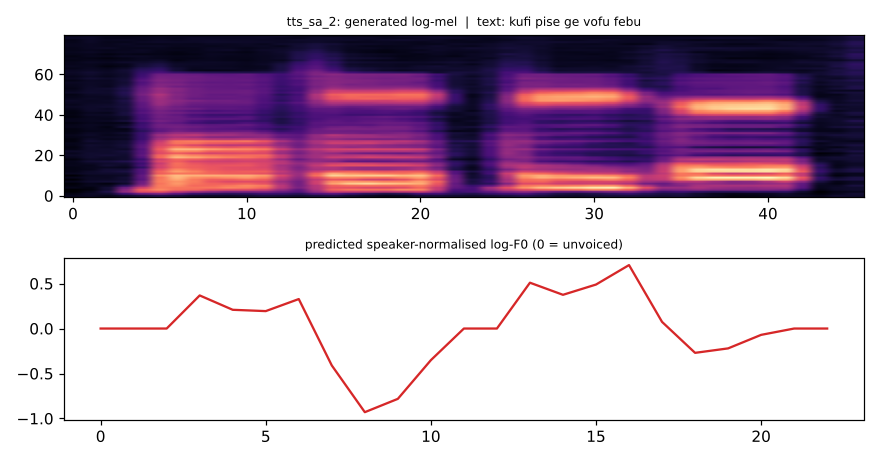 tts_sa_2: generated log-mel | text: kufi pise ge vofu febu
60
40
20
0
0 10 20 30 40
predicted speaker-normalised log-F0 (0 = unvoiced)
0.5
0.0
−0.5
−1.0
0 5 10 15 20